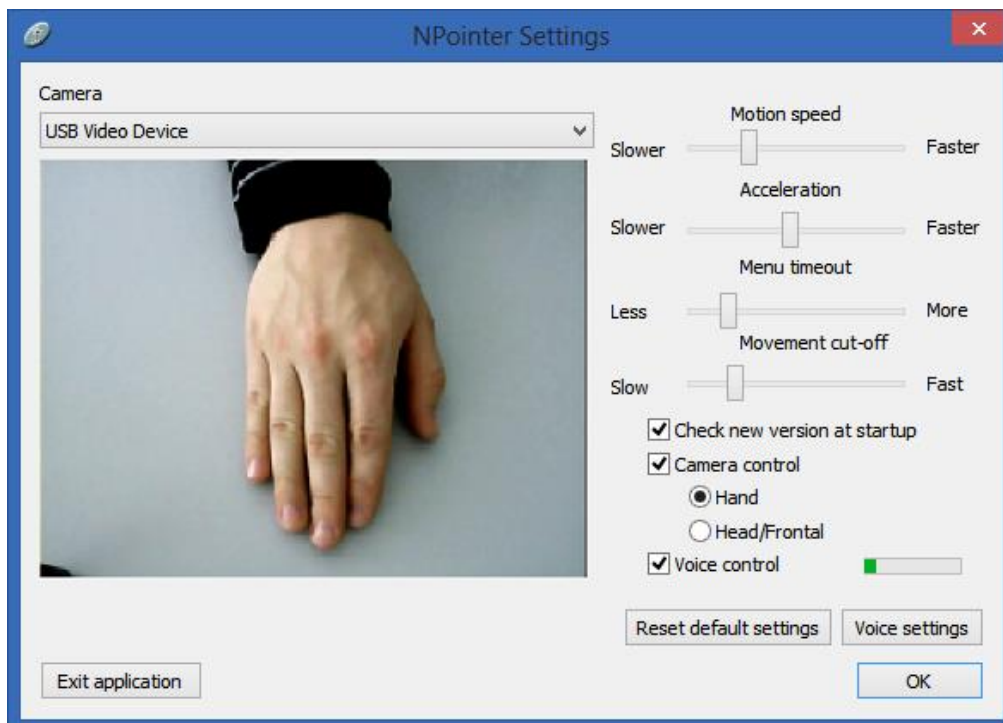 NPointer Settings
Camera
USB Video Device
Motion speed
Slower
Faster
Acceleration
Slower
Faster
Menu timeout
Less
More
Movement cut-off
Slow
Fast
Check new version at startup
Camera control
Hand
Head/Frontal
Voice control
Reset default settings
Voice settings
Exit application
OK